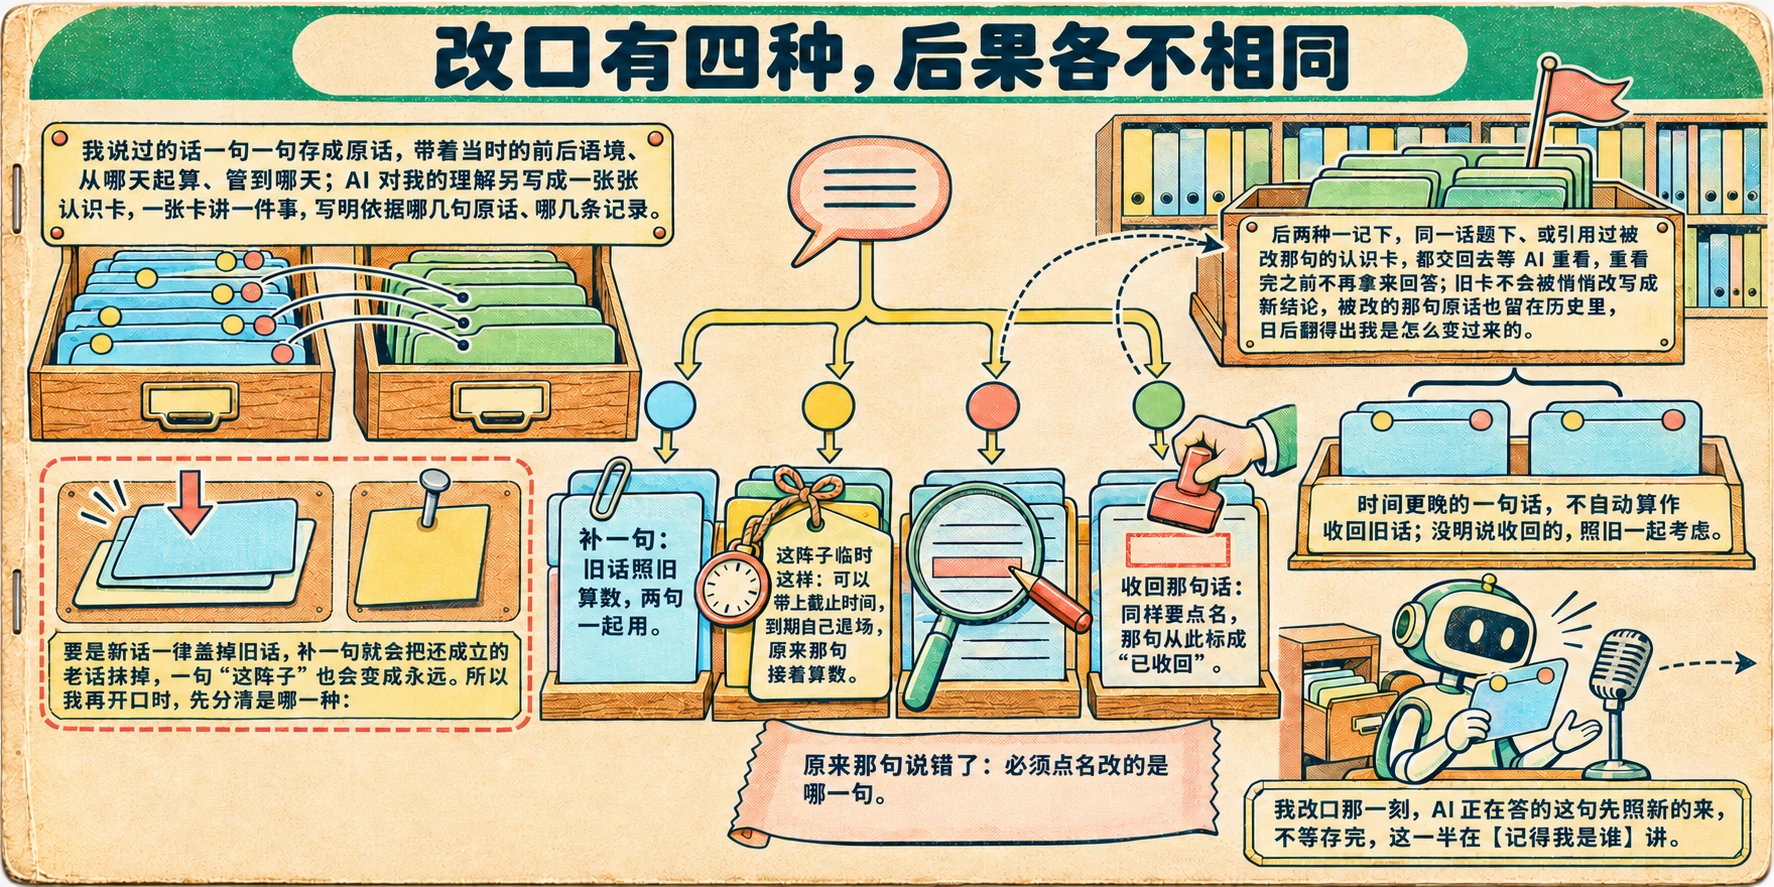 改口有四种，后果各不相同
我说过的话一句一句存成原话，带着当时的前后语境、
从哪天起算、管到哪天；AI 对我的理解另写成一张张
认识卡，一张卡讲一件事，写明依据哪几句原话、哪几条记录。
要是新话一律盖掉旧话，补一句就会把还成立的
老话抹掉，一句“这阵子”也会变成永远。所以
我再开口时，先分清是哪一种：
补一句：
旧话照旧
算数，两句
一起用。
这阵子临时
这样：可以
带上截止时间，
到期自己退场，
原来那句
接着算数。
原来那句说错了：必须点名改的是
哪一句。
收回那句话：
同样要点名，
那句从此标成
“已收回”。
后两种一记下，同一话题下、或引用过被
改那句的认识卡，都交回去等 AI 重看，重看
完之前不再拿来回答；旧卡不会被悄悄改写成
新结论，被改的那句原话也留在历史里，
日后翻得出我是怎么变过来的。
时间更晚的一句话，不自动算作
收回旧话；没明说收回的，照旧一起考虑。
我改口那一刻，AI 正在答的这句先照新的来，
不等存完，这一半在【记得我是谁】讲。